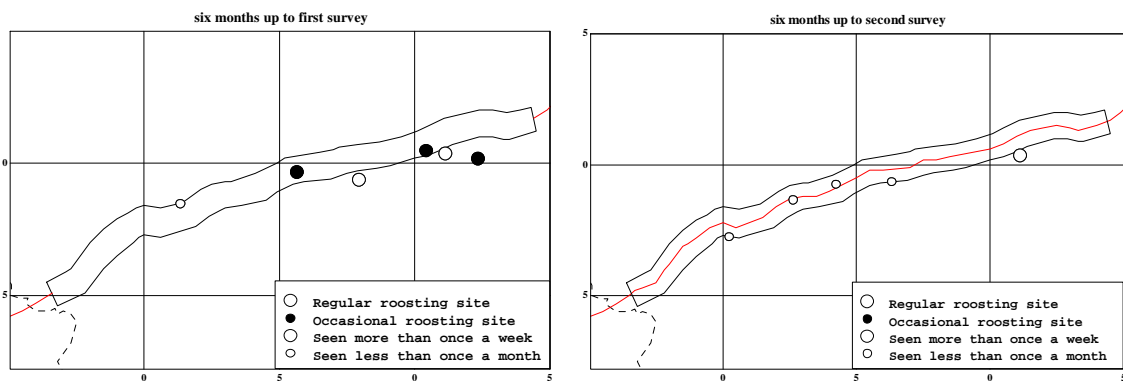 six months up to first survey
0
5
Regular roosting site
Occasional roosting site
Seen more than once a week
Seen less than once a month
0
5
0
5
six months up to second survey
5
0
5
Regular roosting site
Occasional roosting site
Seen more than once a week
Seen less than once a month
0
5
0
5